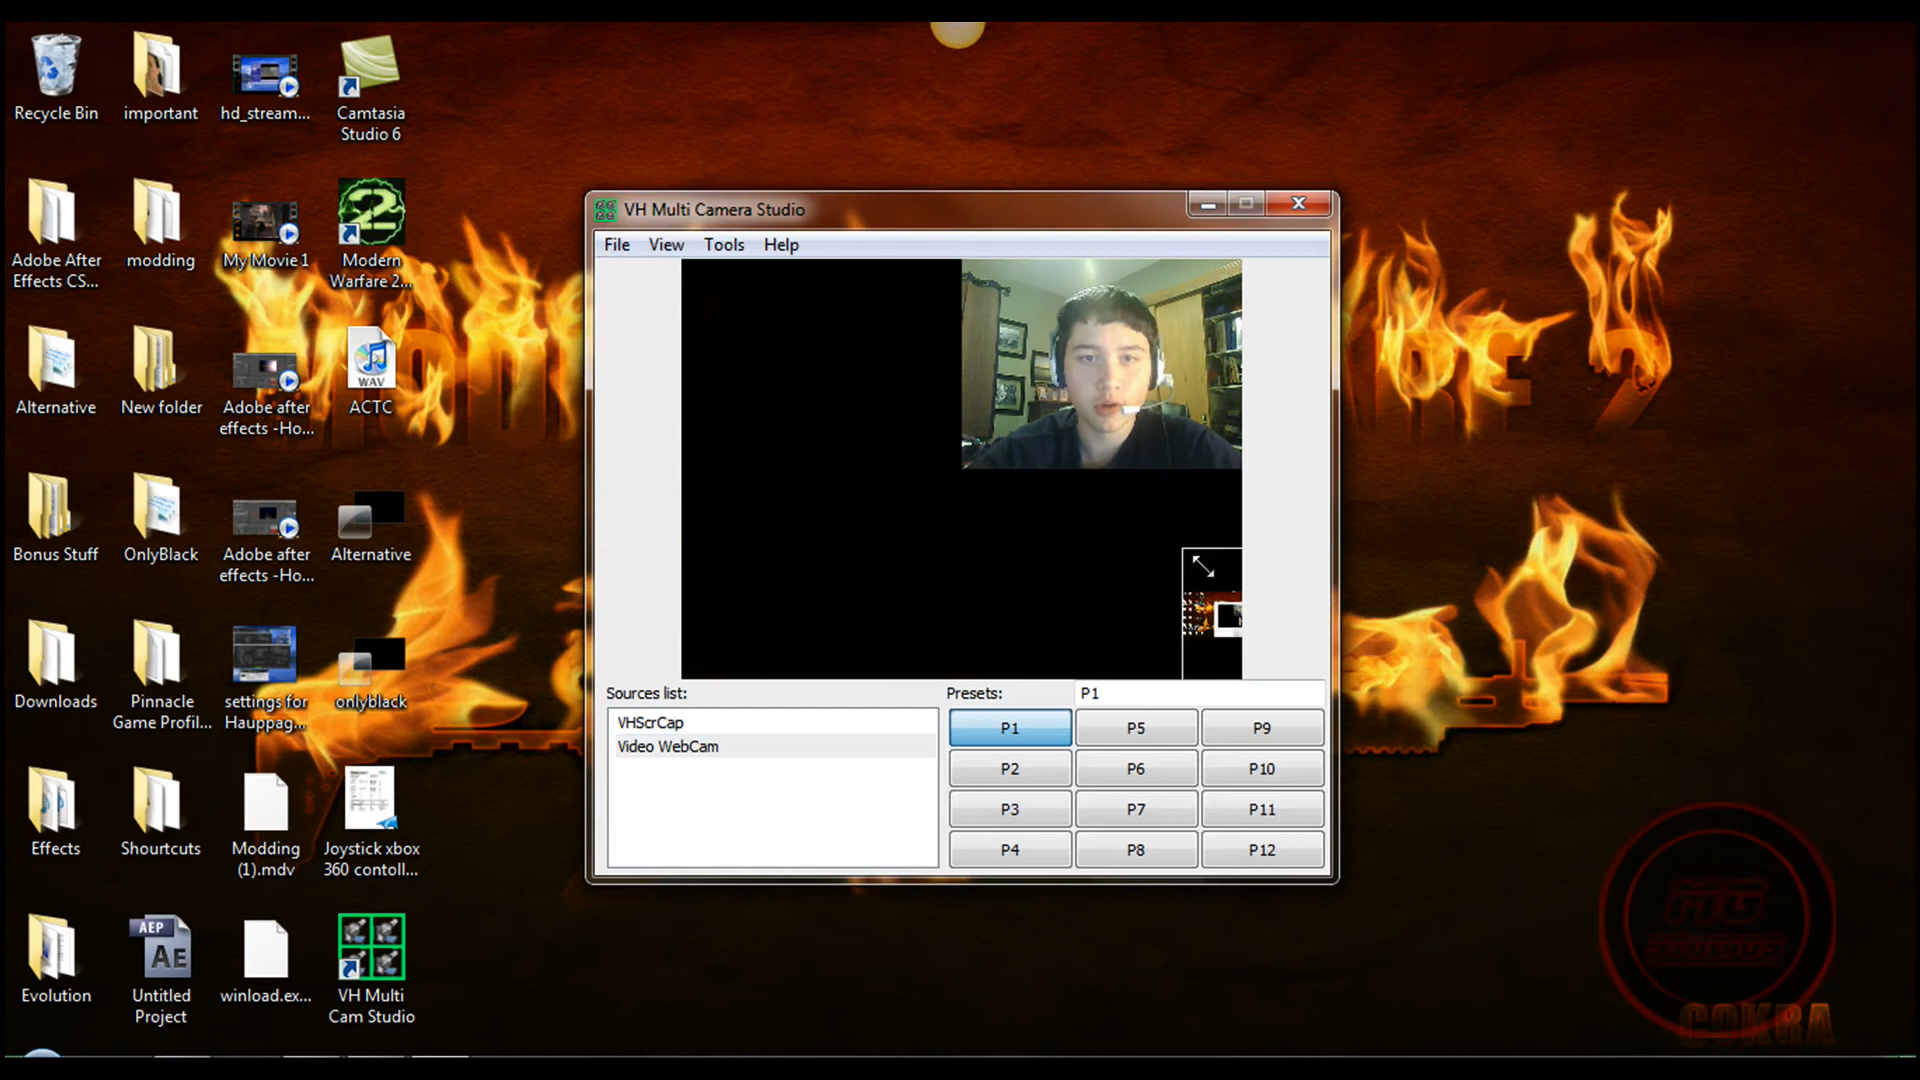 Recycle Bin
important
hd_stream...
Camtasia
Studio 6
Adobe After
Effects CS...
modding
My Movie 1
Modern
Warfare 2...
Alternative
New folder
Adobe after
effects -Ho...
WAV
ACTC
Bonus Stuff
OnlyBlack
Adobe after
effects -Ho...
Alternative
Downloads
Pinnacle
Game Profil...
settings for
Hauppag...
onlyblack
Effects
Shourtcuts
Modding
(1).mdv
Joystick xbox
360 contoll...
Evolution
AEP
Ae
Untitled
Project
winload.ex...
VH Multi
Cam Studio
VH Multi Camera Studio
File View Tools Help
Sources list:
VHScrCap
Video WebCam
Presets: P1
P1 P5 P9
P2 P6 P10
P3 P7 P11
P4 P8 P12
COKRA